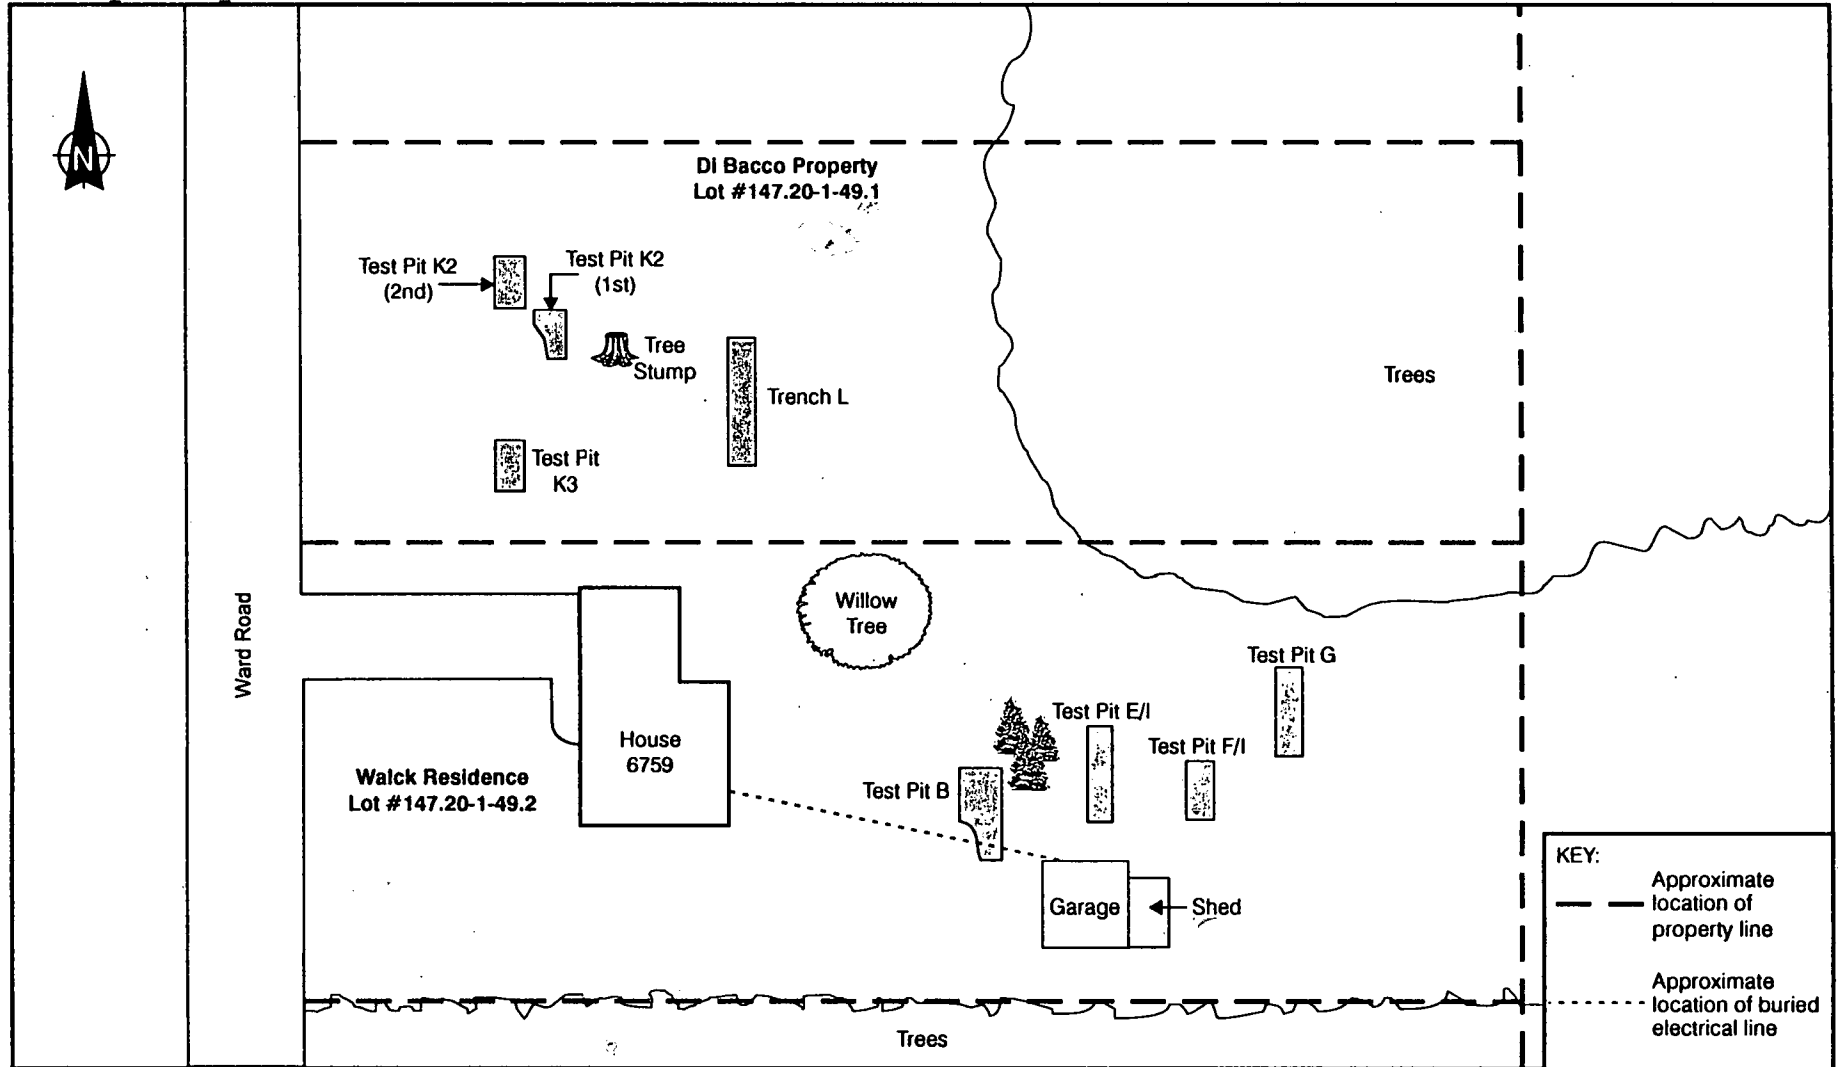 N
Di Bacco Property
Lot #147.20-1-49.1
Test Pit K2
(2nd)
Test Pit K2
(1st)
Tree
Stump
Trench L
Trees
Test Pit
K3
Willow
Tree
Ward Road
Test Pit G
Test Pit E/I
Test Pit F/I
House
6759
Walck Residence
Lot #147.20-1-49.2
Test Pit B
Garage
Shed
KEY:
Approximate
location of
property line
Approximate
location of buried
electrical line
Trees